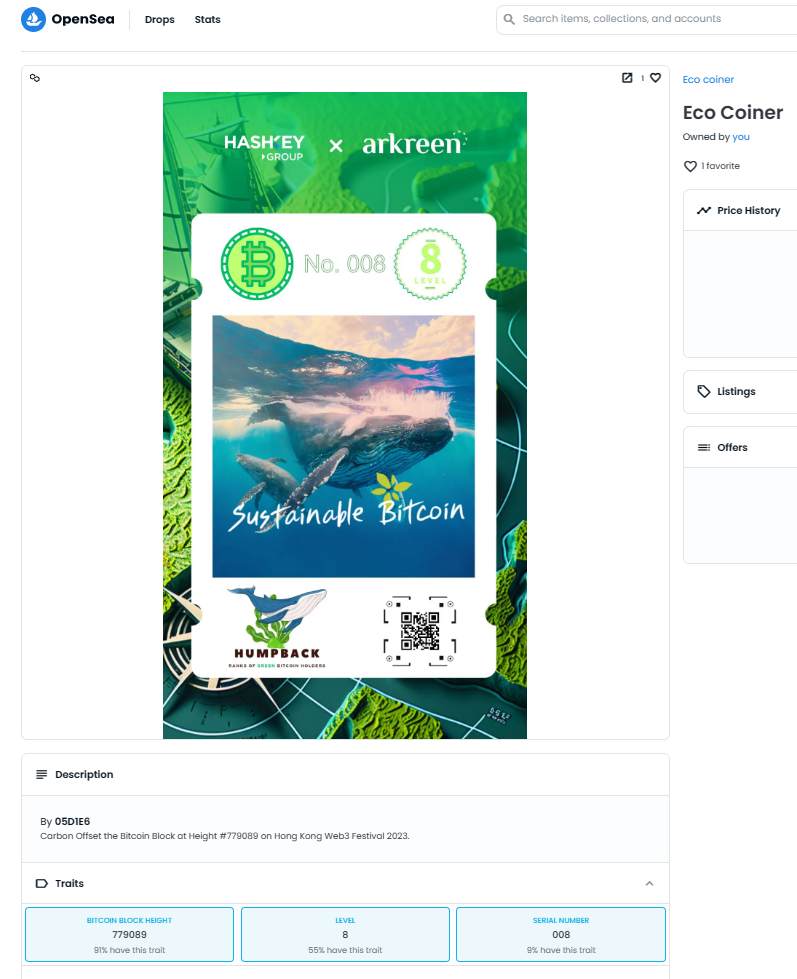 OpenSea
Drops
Stats
Search items, collections, and accounts
1
HASHKEY
GROUP
×
arkreen
No. 008
8
LEVEL
Sustainable Bitcoin
HUMPBACK
RANKS OF GREEN BITCOIN HOLDERS
Eco coiner
Eco Coiner
Owned by you
1 favorite
Price History
Listings
Offers
Description
By 05D1E6
Carbon Offset the Bitcoin Block at Height #779089 on Hong Kong Web3 Festival 2023.
Traits
BITCOIN BLOCK HEIGHT
779089
91% have this trait
LEVEL
8
55% have this trait
SERIAL NUMBER
008
9% have this trait